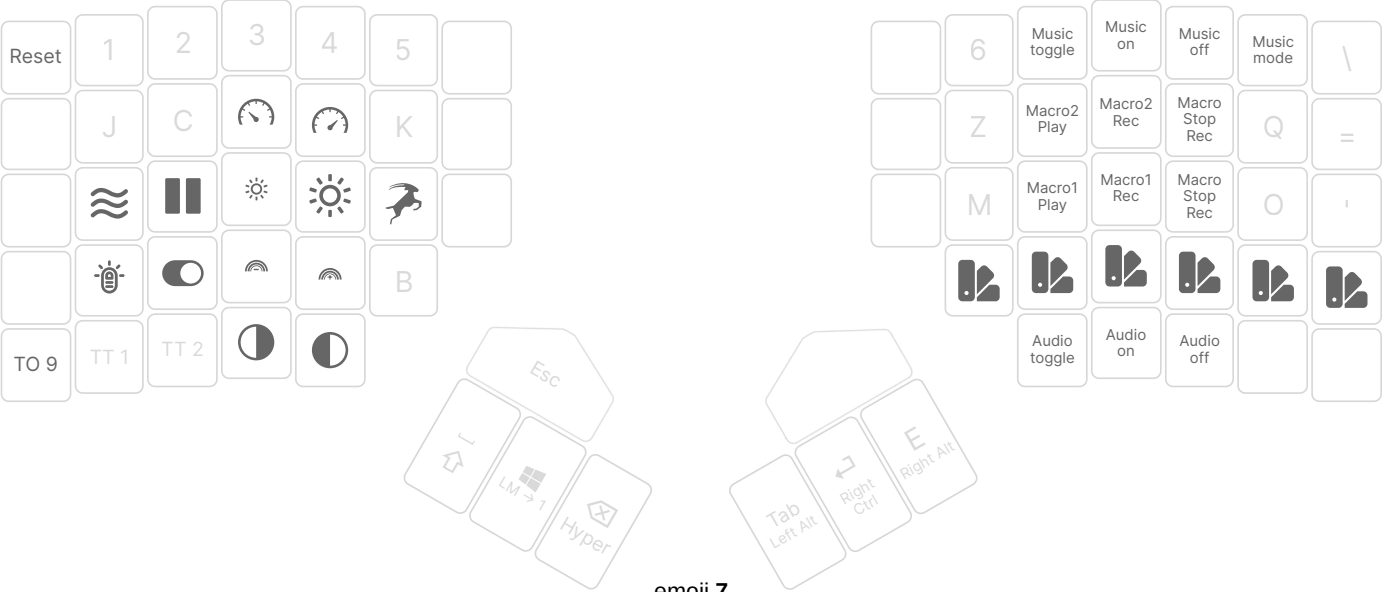 Reset
1
2
3
4
5
6
Music
toggle
Music
on
Music
off
Music
mode
\
J
C
K
Z
Macro2
Play
Macro2
Rec
Macro
Stop
Rec
Q
=
M
Macro1
Play
Macro1
Rec
Macro
Stop
Rec
O
'
B
TO 9
TT 1
TT 2
Audio
toggle
Audio
on
Audio
off
Esc
[
LM → 1
Hyper
Tab
Left Alt
Right
Ctrl
E
Right Alt
emoji 7